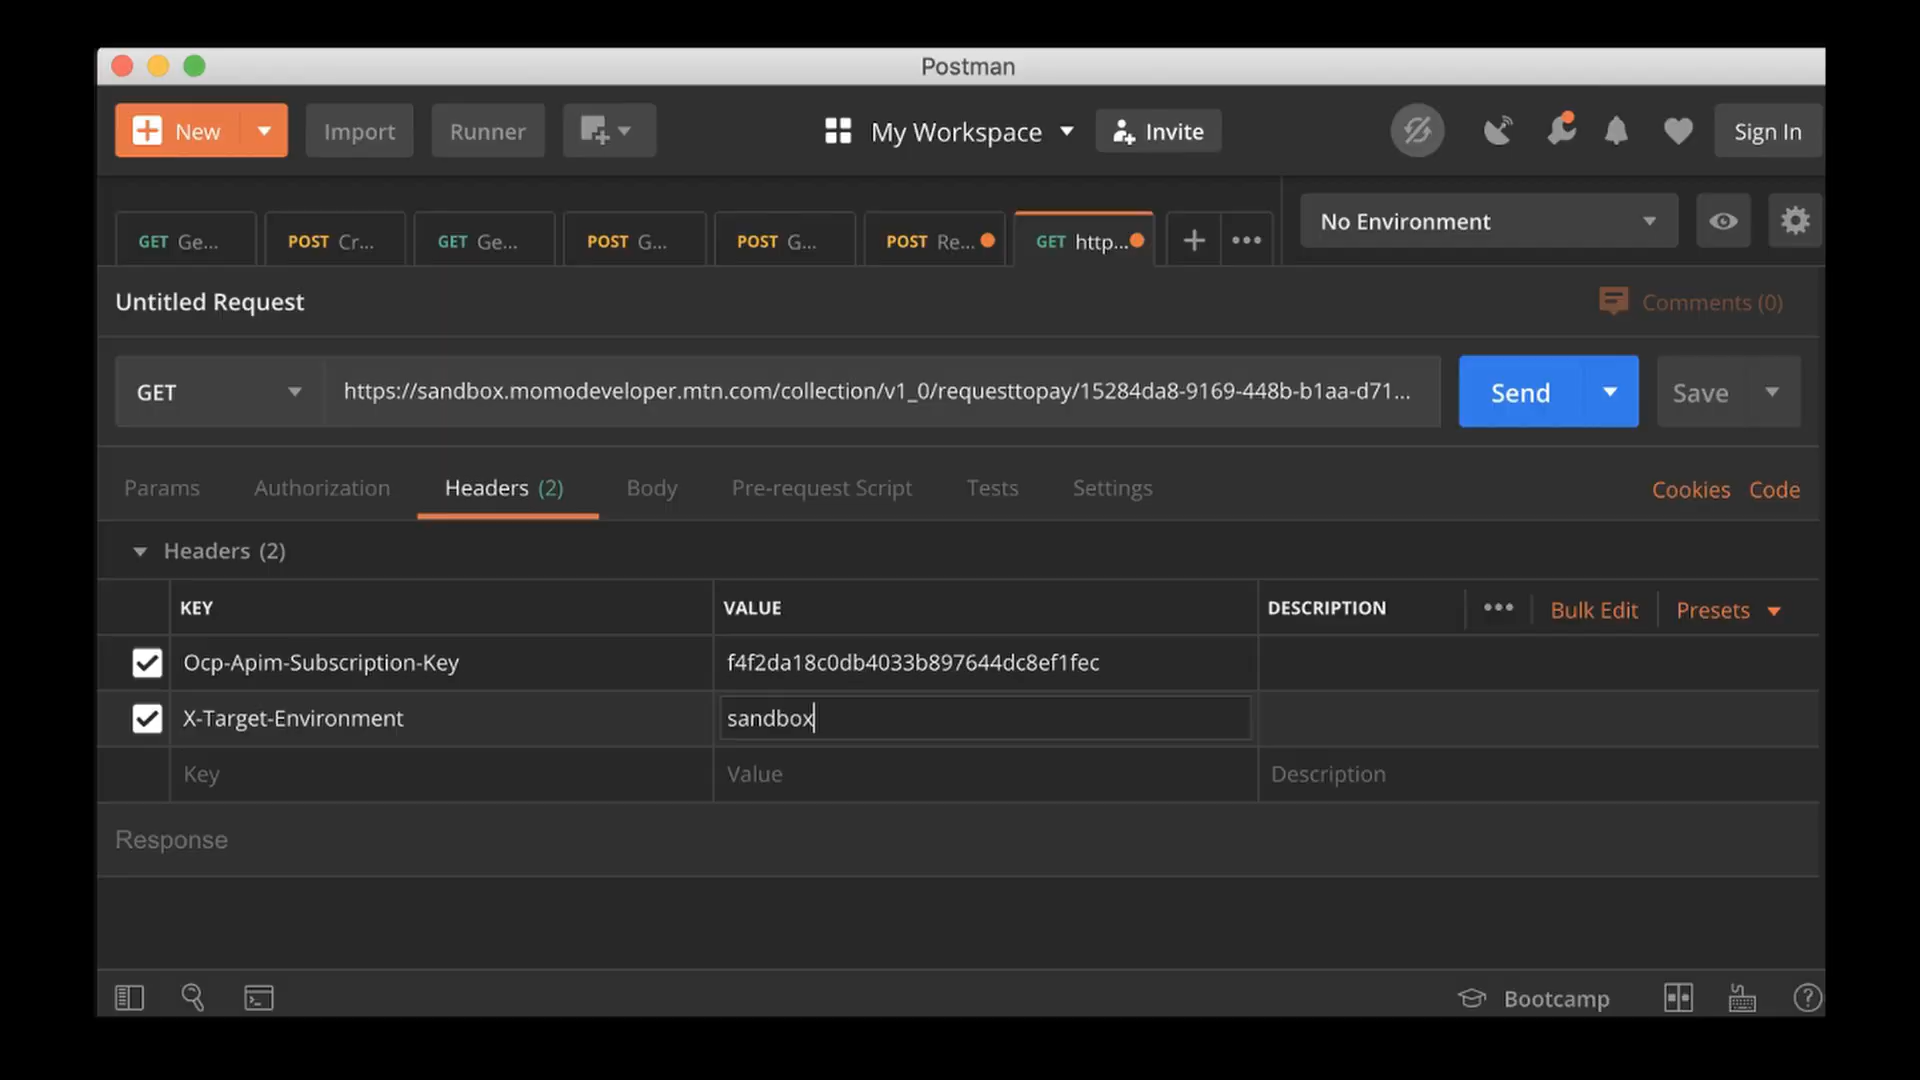 Postman
New
Import
Runner
My Workspace
Invite
Sign In
GET Ge...
POST Cr...
GET Ge...
POST G...
POST G...
POST Re...
GET http...
No Environment
Untitled Request
Comments (0)
GET
https://sandbox.momodeveloper.mtn.com/collection/v1_0/requesttopay/15284da8-9169-448b-b1aa-d71...
Send
Save
Params
Authorization
Headers (2)
Body
Pre-request Script
Tests
Settings
Cookies
Code
Headers (2)
KEY
VALUE
DESCRIPTION
Bulk Edit
Presets
Ocp-Apim-Subscription-Key
f4f2da18c0db4033b897644dc8ef1fec
X-Target-Environment
sandbox
Key
Value
Description
Response
Bootcamp